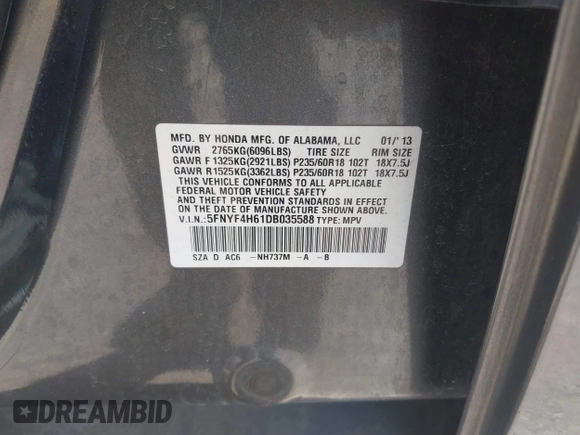 MFD. BY HONDA MFG. OF ALABAMA, LLC 01/'13
GVWR 2765KG(6096LBS) TIRE SIZE RIM SIZE
GAWR F 1325KG(2921LBS) P235/60R18 102T 18X7.5J
GAWR R 1525KG(3362LBS) P235/60R18 102T 18X7.5J
THIS VEHICLE CONFORMS TO ALL APPLICABLE
FEDERAL MOTOR VEHICLE SAFETY
AND THEFT PREVENTION STANDARDS IN EFFECT ON
THE DATE OF MANUFACTURE SHOWN ABOVE.
V.I.N.:5FNYF4H61DB035588 TYPE: MPV
SZA D AC6 -NH737M -A -B
DREAMBID